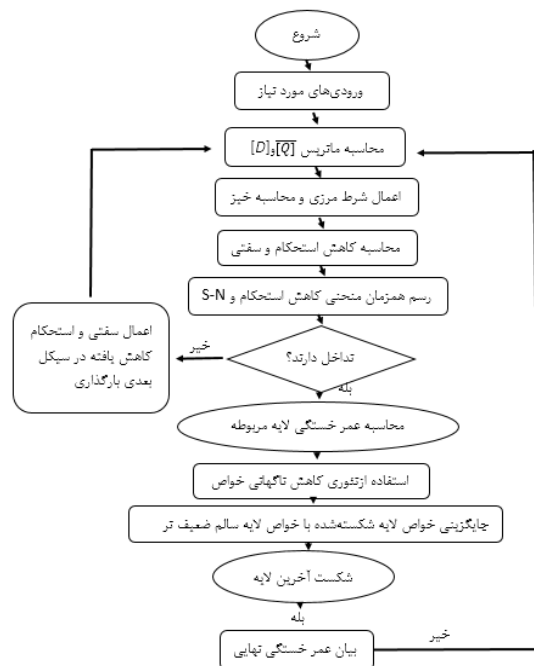 شروع
ورودی‌های مورد نیاز
محاسبه ماتریس [Q̅]و[D]
اعمال شرط مرزی و محاسبه خیز
محاسبه کاهش استحکام و سفتی
رسم همزمان منحنی کاهش استحکام و S-N
تداخل دارند؟
خیر
اعمال سفتی و استحکام
کاهش یافته در سیکل
بعدی بارگذاری
بله
محاسبه عمر خستگی لایه مربوطه
استفاده ازتئوری کاهش ناگهانی خواص
جایگزینی خواص لایه شکسته‌شده با خواص لایه سالم ضعیف تر
شکست آخرین لایه
بله
خیر
بیان عمر خستگی نهایی